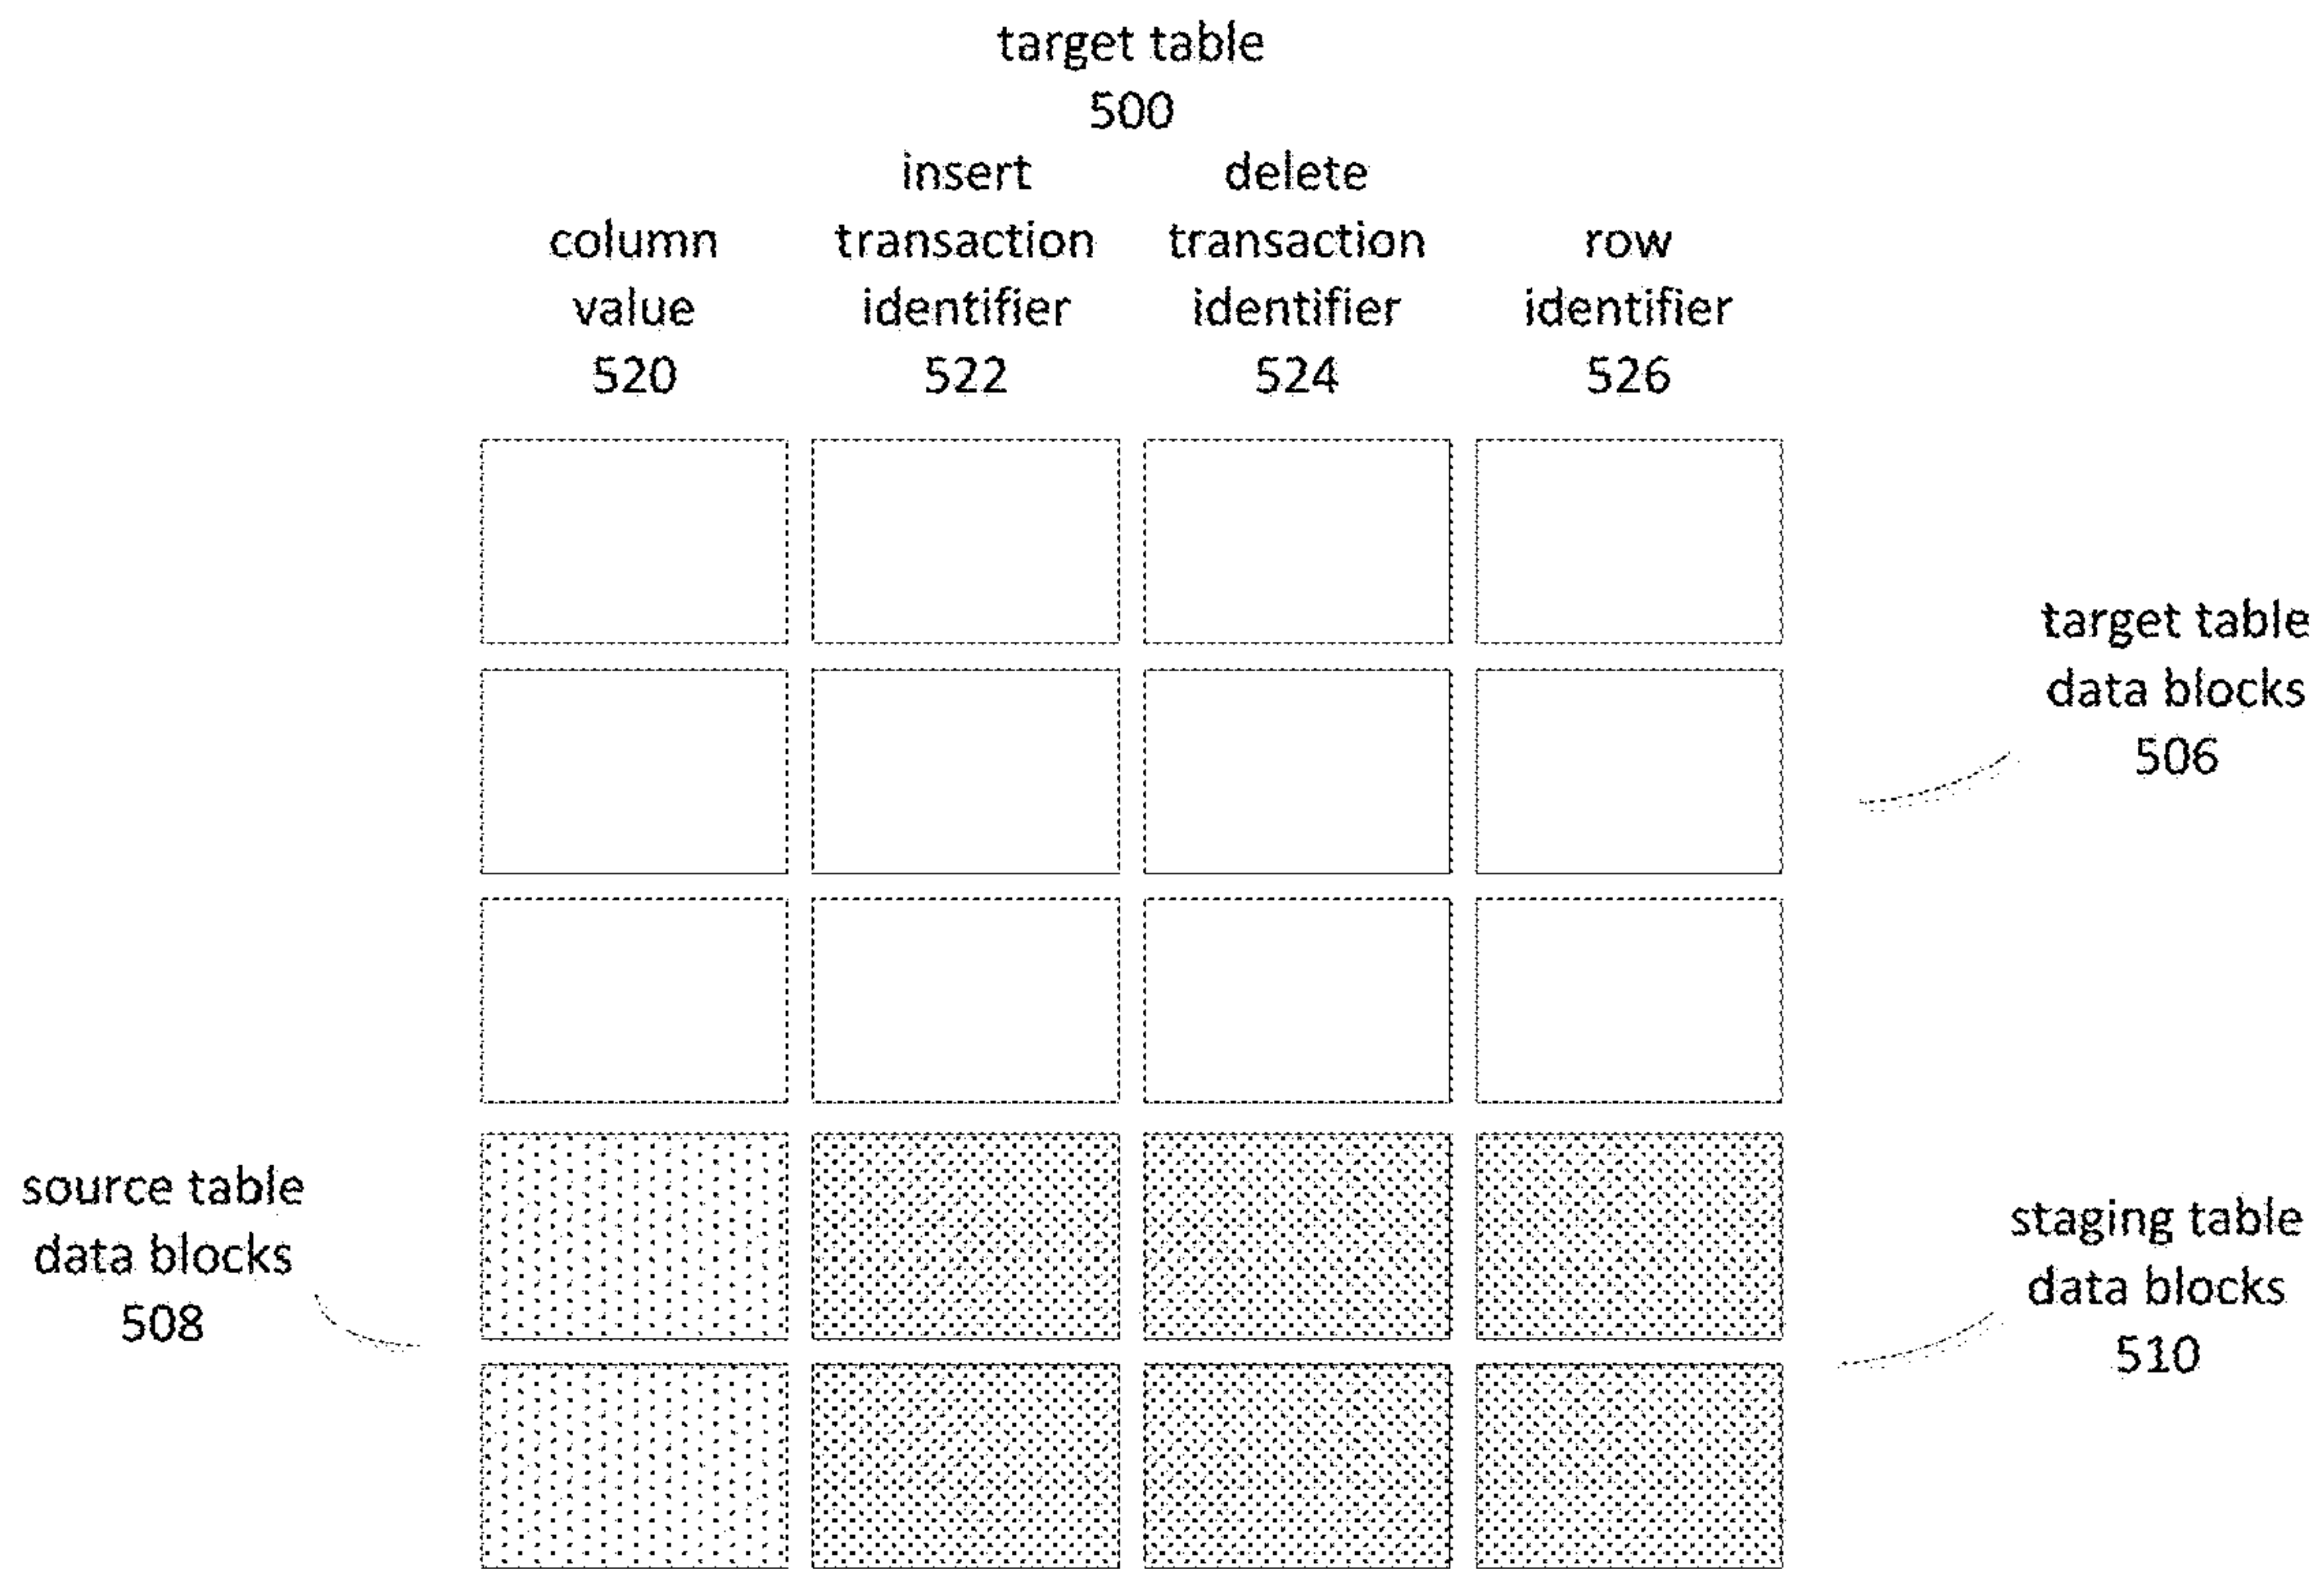 target table
500
column
value
520
insert
transaction
identifier
522
delete
transaction
identifier
524
row
identifier
526
target table
data blocks
506
source table
data blocks
508
staging table
data blocks
510